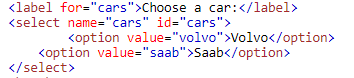 <label for="cars">Choose a car:</label>
<select name="cars" id="cars">
<option value="volvo">Volvo</option>
<option value="saab">Saab</option>
</select>